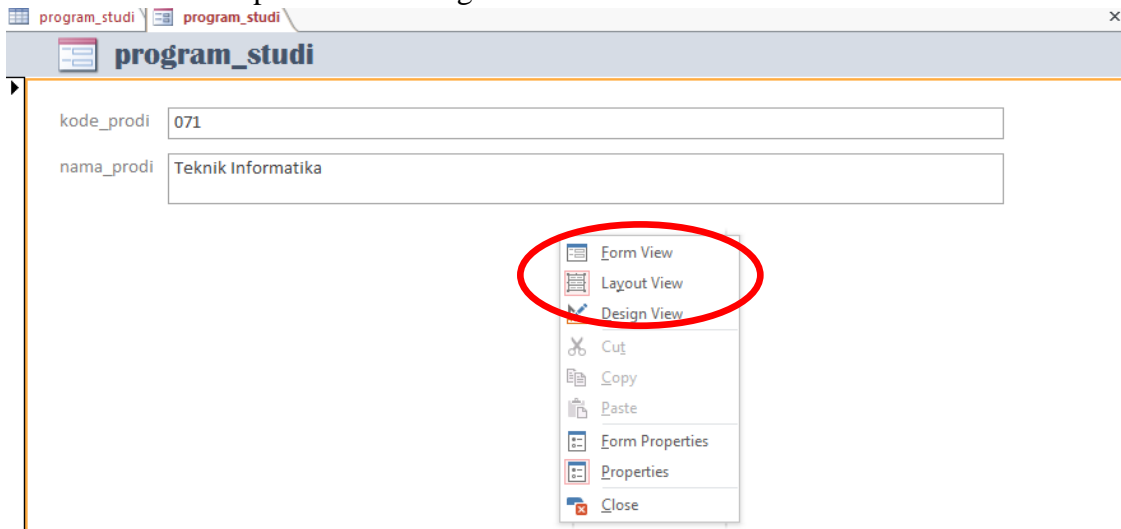 program_studi program_studi
program_studi
kode_prodi 071
nama_prodi Teknik Informatika
Form View
Layout View
Design View
Cut
Copy
Paste
Form Properties
Properties
Close